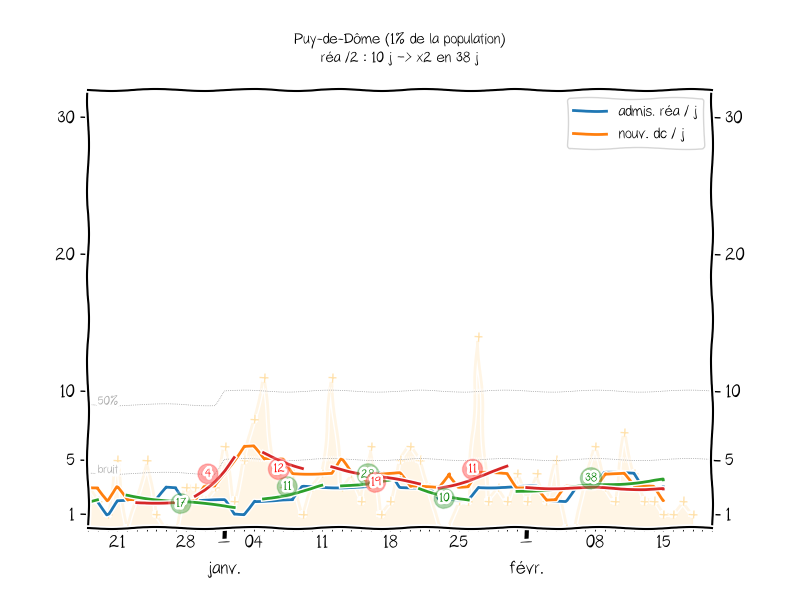 Puy-de-Dôme (1% de la population)
réa /2 : 10 j -> x2 en 38 j
admis. réa / j
nouv. dc / j
30 30
20 20
10 10
50%
5 5
bruit
1 1
4 12 11 28 19 11 10 38 17
21 28 04 11 18 25 08 15
janv. févr.